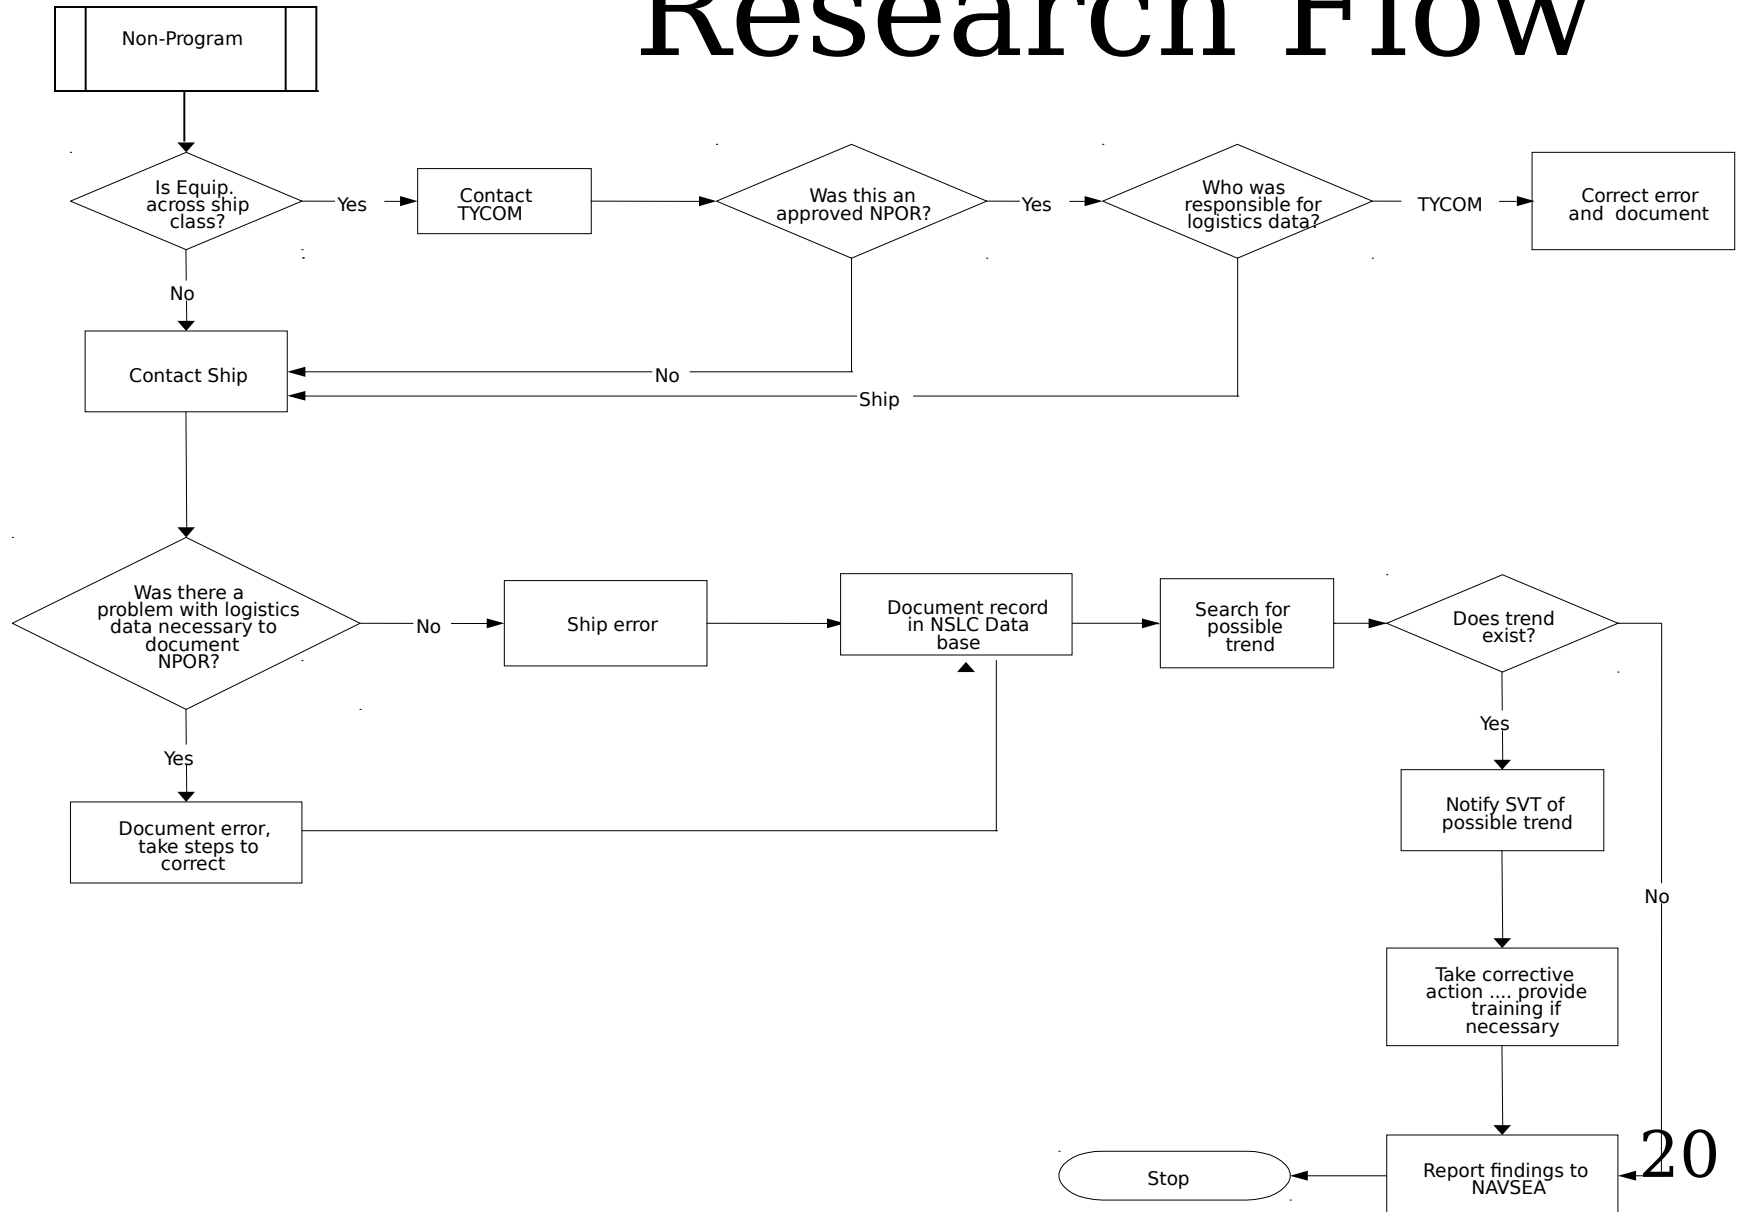 Research Flow
Non-Program
Is Equip.
across ship
class?
Yes
Contact
TYCOM
Was this an
approved NPOR?
Yes
Who was
responsible for
logistics data?
TYCOM
Correct error
and document
No
Contact Ship
No
Ship
Was there a
problem with logistics
data necessary to
document
NPOR?
No
Ship error
Document record
in NSLC Data
base
Search for
possible
trend
Does trend
exist?
Yes
Yes
Notify SVT of
possible trend
Document error,
take steps to
correct
No
Take corrective
action .... provide
training if
necessary
Report findings to
NAVSEA
Stop
20